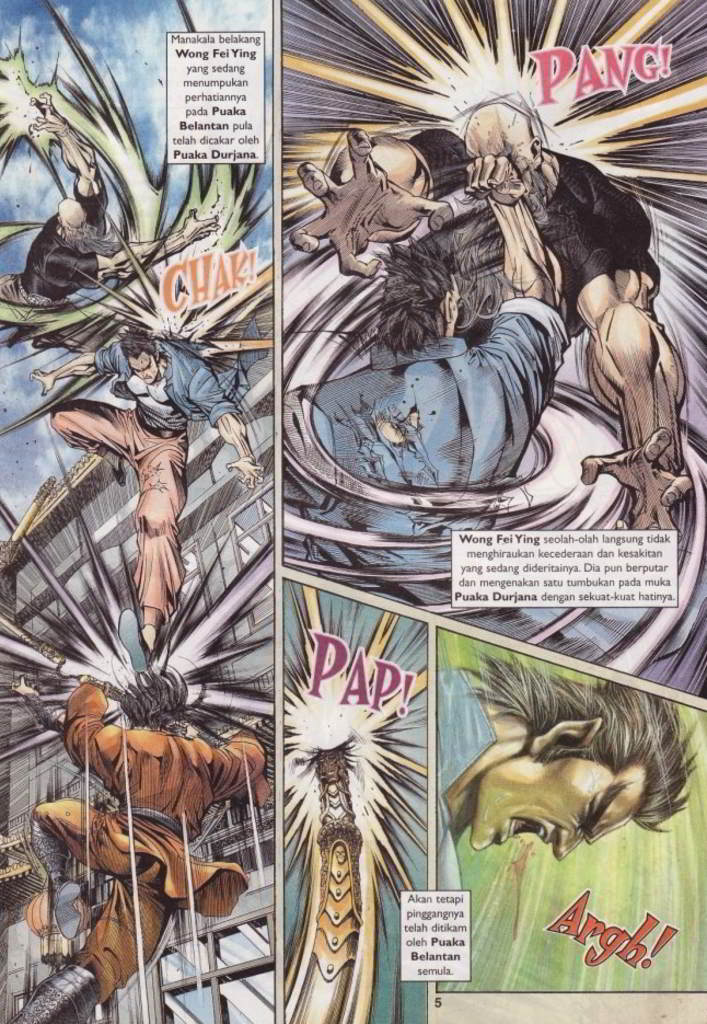 Manakala belakang
Wong Fei Ying
yang sedang
menumpukan
perhatiannya
pada Puaka
Belantan pula
telah dicakar oleh
Puaka Durjana.
CHAK!
PANG!
Wong Fei Ying seolah-olah langsung tidak
menghiraukan kecederaan dan kesakitan
yang sedang dideritainya. Dia pun berputar
dan mengenakan satu tumbukan pada muka
Puaka Durjana dengan sekuat-kuat hatinya.
PAP!
Akan tetapi
pinggangnya
telah ditikam
oleh Puaka
Belantan
semula.
Argh!
5